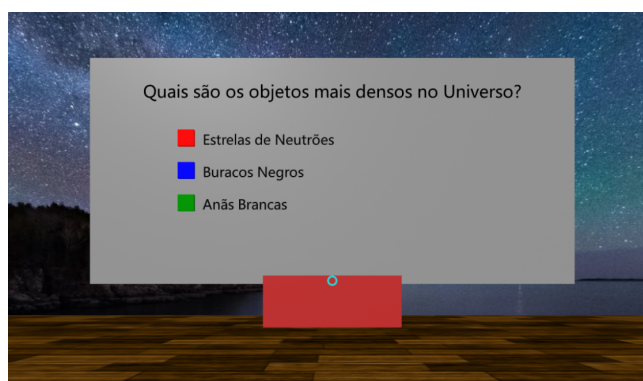 Quais são os objetos mais densos no Universo?
Estrelas de Neutrões
Buracos Negros
Anãs Brancas